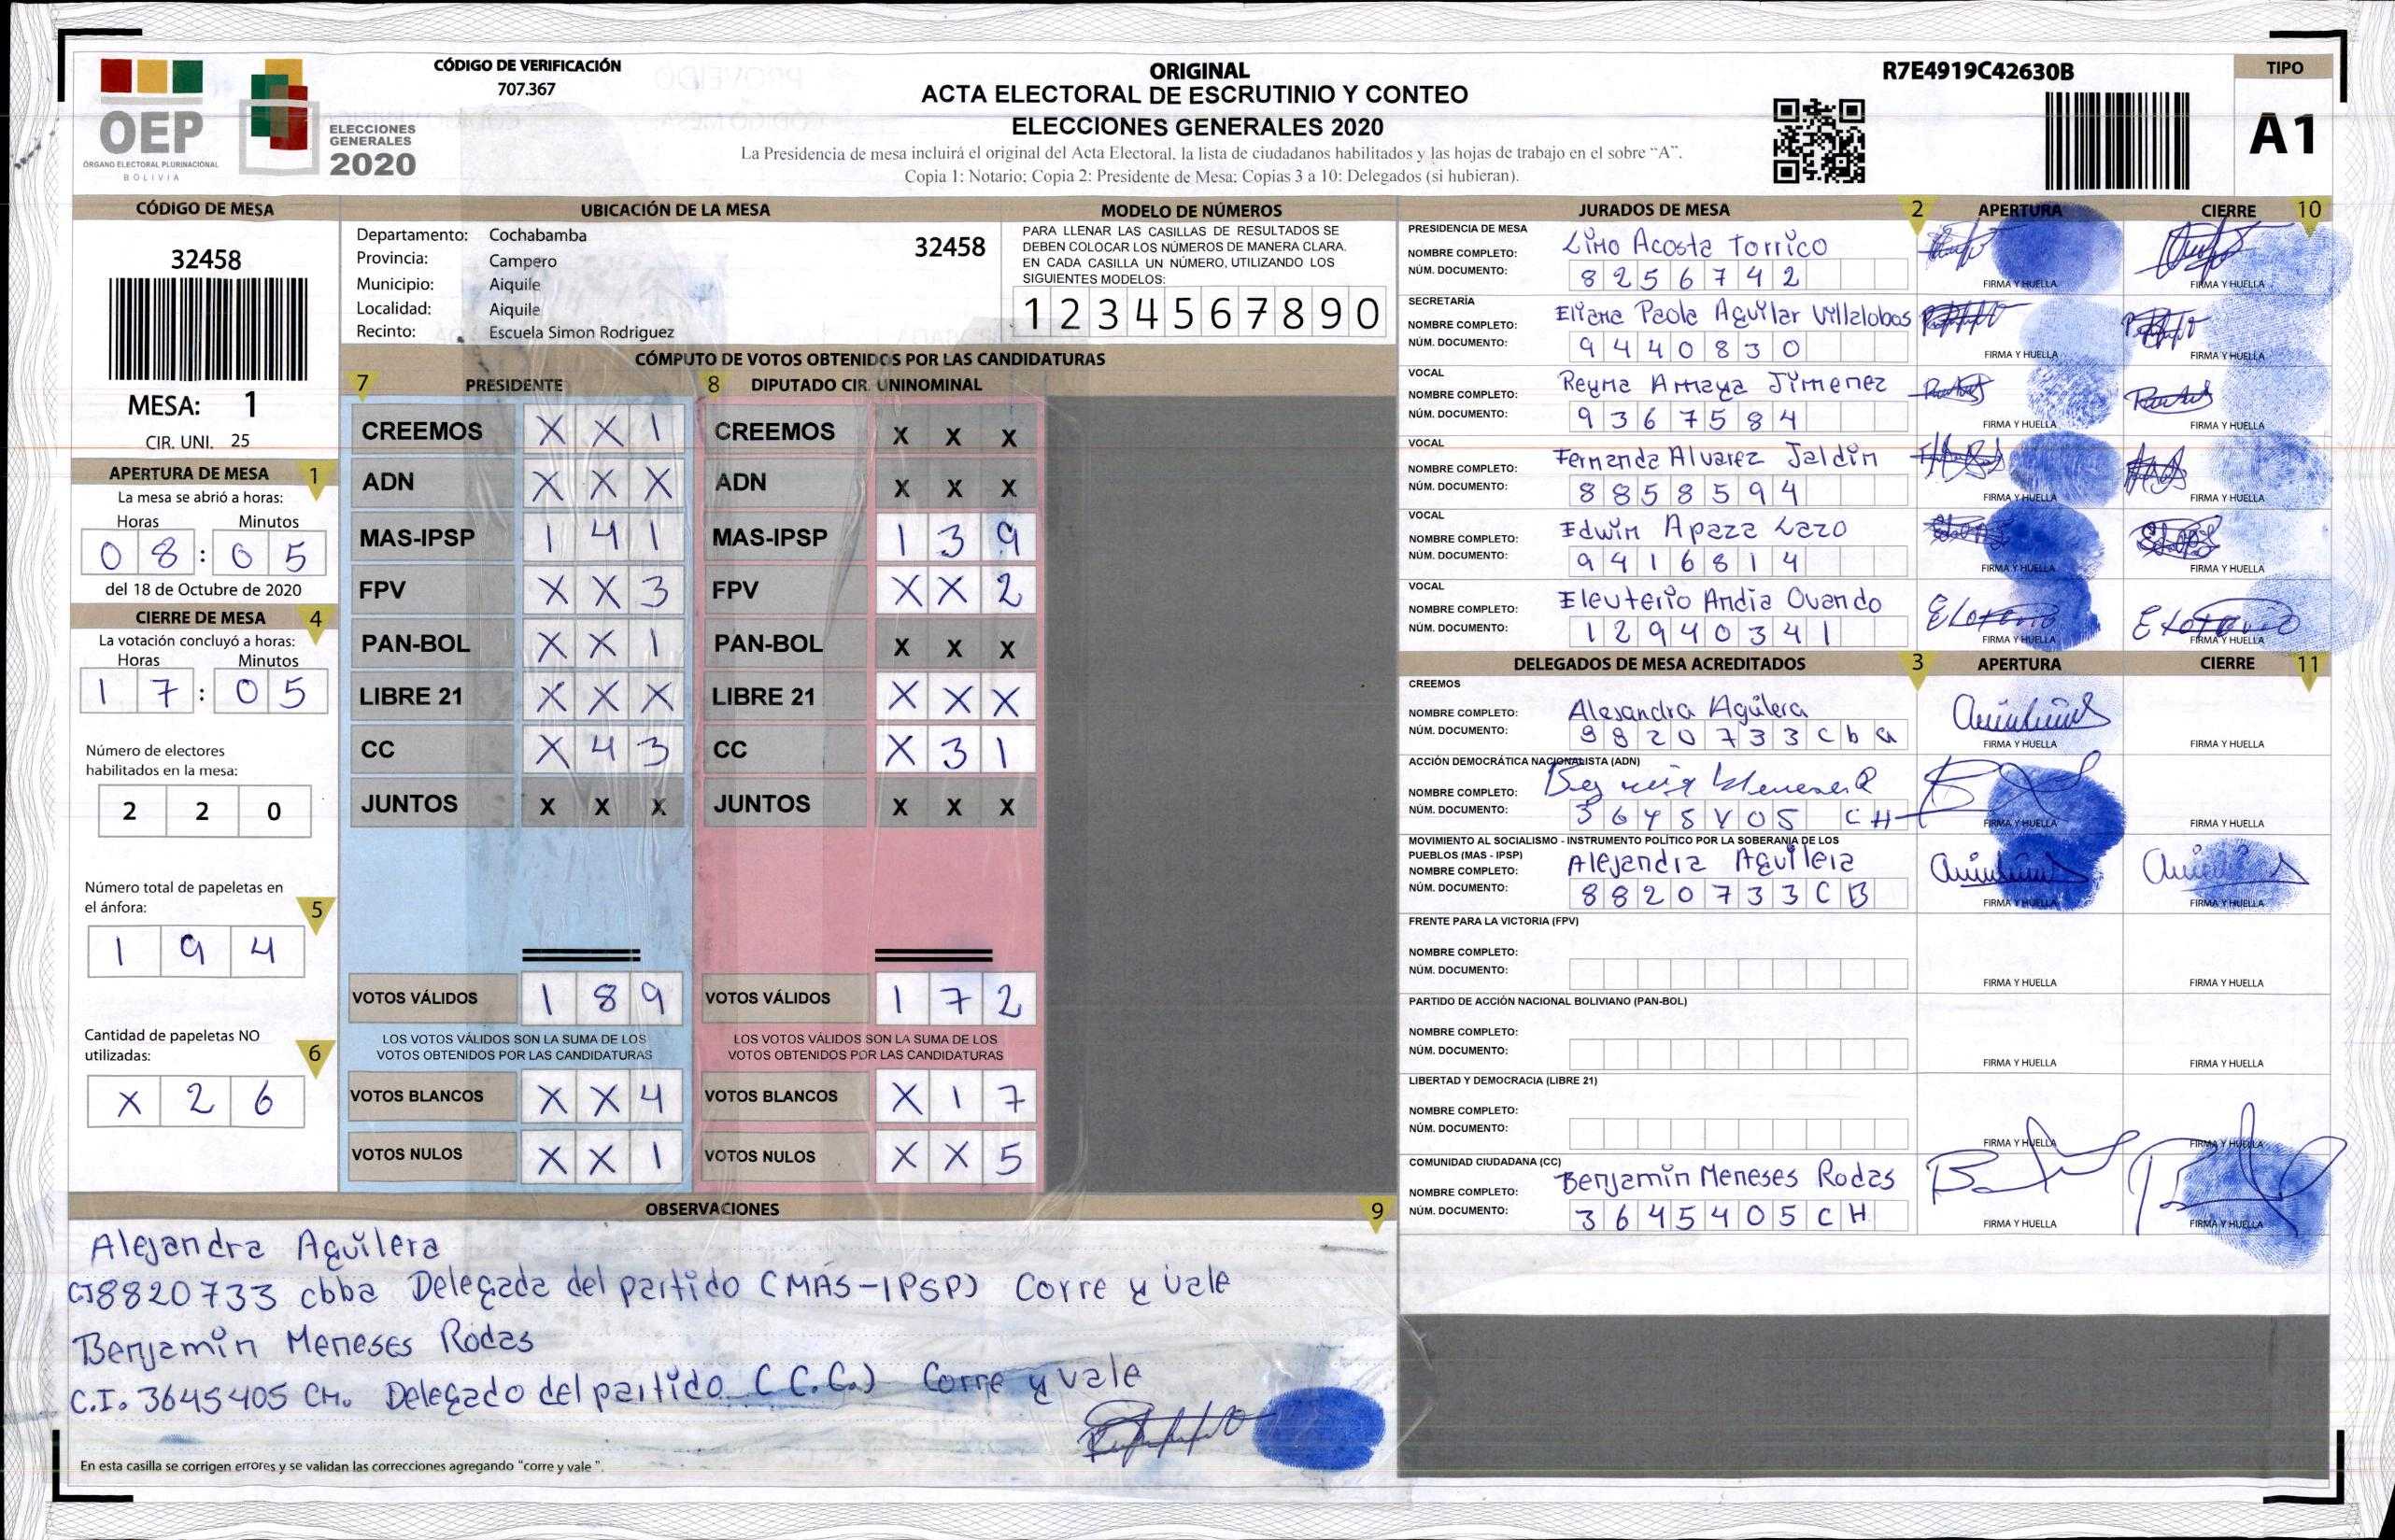 OEP
ÓRGANO ELECTORAL PLURINACIONAL
BOLIVIA
ELECCIONES
GENERALES
2020
CÓDIGO DE VERIFICACIÓN
707.367
ORIGINAL
ACTA ELECTORAL DE ESCRUTINIO Y CONTEO
ELECCIONES GENERALES 2020
La Presidencia de mesa incluirá el original del Acta Electoral, la lista de ciudadanos habilitados y las hojas de trabajo en el sobre “A”.
Copia 1: Notario; Copia 2: Presidente de Mesa; Copias 3 a 10: Delegados (si hubieran).
R7E4919C42630B
TIPO
A1
CÓDIGO DE MESA
32458
MESA: 1
CIR. UNI. 25
APERTURA DE MESA 1
La mesa se abrió a horas:
Horas Minutos
08:05
del 18 de Octubre de 2020
CIERRE DE MESA 4
La votación concluyó a horas:
Horas Minutos
17:05
Número de electores
habilitados en la mesa:
2 2 0
Número total de papeletas en
el ánfora: 5
1 9 4
Cantidad de papeletas NO
utilizadas: 6
X 2 6
UBICACIÓN DE LA MESA
Departamento: Cochabamba 32458
Provincia: Campero
Municipio: Aiquile
Localidad: Aiquile
Recinto: Escuela Simon Rodriguez
MODELO DE NÚMEROS
PARA LLENAR LAS CASILLAS DE RESULTADOS SE
DEBEN COLOCAR LOS NÚMEROS DE MANERA CLARA.
EN CADA CASILLA UN NÚMERO, UTILIZANDO LOS
SIGUIENTES MODELOS:
1 2 3 4 5 6 7 8 9 0
CÓMPUTO DE VOTOS OBTENIDOS POR LAS CANDIDATURAS
7 PRESIDENTE 8 DIPUTADO CIR. UNINOMINAL
CREEMOS X X 1 CREEMOS X X X
ADN X X X ADN X X X
MAS-IPSP 1 4 1 MAS-IPSP 1 3 9
FPV X X 3 FPV X X 2
PAN-BOL X X 1 PAN-BOL X X X
LIBRE 21 X X X LIBRE 21 X X X
CC X 4 3 CC X 3 1
JUNTOS X X X JUNTOS X X X
VOTOS VÁLIDOS 1 8 9 VOTOS VÁLIDOS 1 7 2
LOS VOTOS VÁLIDOS SON LA SUMA DE LOS LOS VOTOS VÁLIDOS SON LA SUMA DE LOS
VOTOS OBTENIDOS POR LAS CANDIDATURAS VOTOS OBTENIDOS POR LAS CANDIDATURAS
VOTOS BLANCOS X X 4 VOTOS BLANCOS X 1 7
VOTOS NULOS X X 1 VOTOS NULOS X X 5
OBSERVACIONES 9
Alejandra Aguilera
CI 8820733 cbba Delegada del partido (MAS-IPSP) Corre y vale
Benjamin Meneses Rodas
C.I. 3645405 CH. Delegado del partido (C.C.) Corre y vale
En esta casilla se corrigen errores y se validan las correcciones agregando "corre y vale ".
JURADOS DE MESA 2 APERTURA CIERRE 10
PRESIDENCIA DE MESA
NOMBRE COMPLETO: Limo Acosta Torrico
NÚM. DOCUMENTO: 8256742
FIRMA Y HUELLA FIRMA Y HUELLA
SECRETARÍA
NOMBRE COMPLETO: Eliana Paola Aguilar Villalobos
NÚM. DOCUMENTO: 9440830
FIRMA Y HUELLA FIRMA Y HUELLA
VOCAL
NOMBRE COMPLETO: Reyna Amaya Jimenez
NÚM. DOCUMENTO: 9367584
FIRMA Y HUELLA FIRMA Y HUELLA
VOCAL
NOMBRE COMPLETO: Fernanda Alvarez Jaldin
NÚM. DOCUMENTO: 8858594
FIRMA Y HUELLA FIRMA Y HUELLA
VOCAL
NOMBRE COMPLETO: Edwin Apaza Lazo
NÚM. DOCUMENTO: 9416814
FIRMA Y HUELLA FIRMA Y HUELLA
VOCAL
NOMBRE COMPLETO: Eleuterio Andia Ovando
NÚM. DOCUMENTO: 12940341
FIRMA Y HUELLA FIRMA Y HUELLA
DELEGADOS DE MESA ACREDITADOS 3 APERTURA CIERRE 11
CREEMOS
NOMBRE COMPLETO: Alejandra Aguilera
NÚM. DOCUMENTO: 8820733cba
FIRMA Y HUELLA FIRMA Y HUELLA
ACCIÓN DEMOCRÁTICA NACIONALISTA (ADN)
NOMBRE COMPLETO:
NÚM. DOCUMENTO: CH
FIRMA Y HUELLA FIRMA Y HUELLA
MOVIMIENTO AL SOCIALISMO - INSTRUMENTO POLÍTICO POR LA SOBERANIA DE LOS
PUEBLOS (MAS - IPSP)
NOMBRE COMPLETO: Alejandra Aguilera
NÚM. DOCUMENTO: 8820733CB
FIRMA Y HUELLA FIRMA Y HUELLA
FRENTE PARA LA VICTORIA (FPV)
NOMBRE COMPLETO:
NÚM. DOCUMENTO:
FIRMA Y HUELLA FIRMA Y HUELLA
PARTIDO DE ACCIÓN NACIONAL BOLIVIANO (PAN-BOL)
NOMBRE COMPLETO:
NÚM. DOCUMENTO:
FIRMA Y HUELLA FIRMA Y HUELLA
LIBERTAD Y DEMOCRACIA (LIBRE 21)
NOMBRE COMPLETO:
NÚM. DOCUMENTO:
FIRMA Y HUELLA FIRMA Y HUELLA
COMUNIDAD CIUDADANA (CC)
NOMBRE COMPLETO: Benjamin Meneses Rodas
NÚM. DOCUMENTO: 3645405CH
FIRMA Y HUELLA FIRMA Y HUELLA